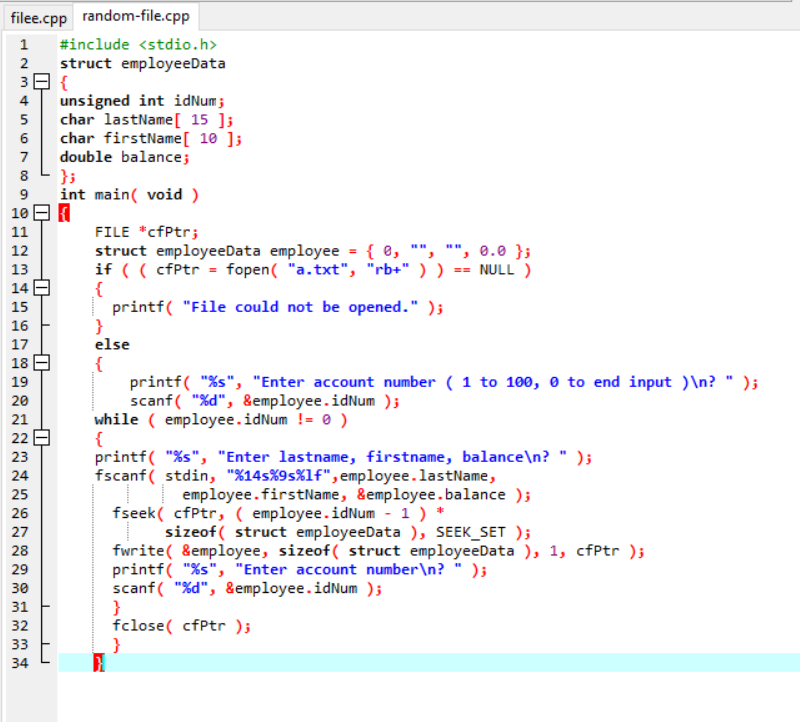 filee.cpp random-file.cpp
1 #include <stdio.h>
2 struct employeeData
3 {
4 unsigned int idNum;
5 char lastName[ 15 ];
6 char firstName[ 10 ];
7 double balance;
8 };
9 int main( void )
10 {
11 FILE *cfPtr;
12 struct employeeData employee = { 0, "", "", 0.0 };
13 if ( ( cfPtr = fopen( "a.txt", "rb+" ) ) == NULL )
14 {
15 printf( "File could not be opened." );
16 }
17 else
18 {
19 printf( "%s", "Enter account number ( 1 to 100, 0 to end input )\n? " );
20 scanf( "%d", &employee.idNum );
21 while ( employee.idNum != 0 )
22 {
23 printf( "%s", "Enter lastname, firstname, balance\n? " );
24 fscanf( stdin, "%14s%9s%lf",employee.lastName,
25 employee.firstName, &employee.balance );
26 fseek( cfPtr, ( employee.idNum - 1 ) *
27 sizeof( struct employeeData ), SEEK_SET );
28 fwrite( &employee, sizeof( struct employeeData ), 1, cfPtr );
29 printf( "%s", "Enter account number\n? " );
30 scanf( "%d", &employee.idNum );
31 }
32 fclose( cfPtr );
33 }
34 }